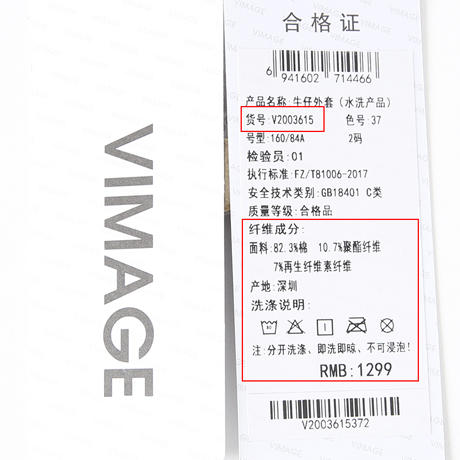 VIMAGE
合格证
6 941602 714466
产品名称:牛仔外套（水洗产品）
货号:V2003615 色号:37
号型:160/84A 2码
检验员:01
执行标准:FZ/T81006-2017
安全技术类别:GB18401 C类
质量等级:合格品
纤维成分:
面料:82.3%棉 10.7%聚酯纤维
7%再生纤维素纤维
产地:深圳
洗涤说明:
注:分开洗涤、即洗即晾、不可浸泡!
RMB:1299
V2003615372